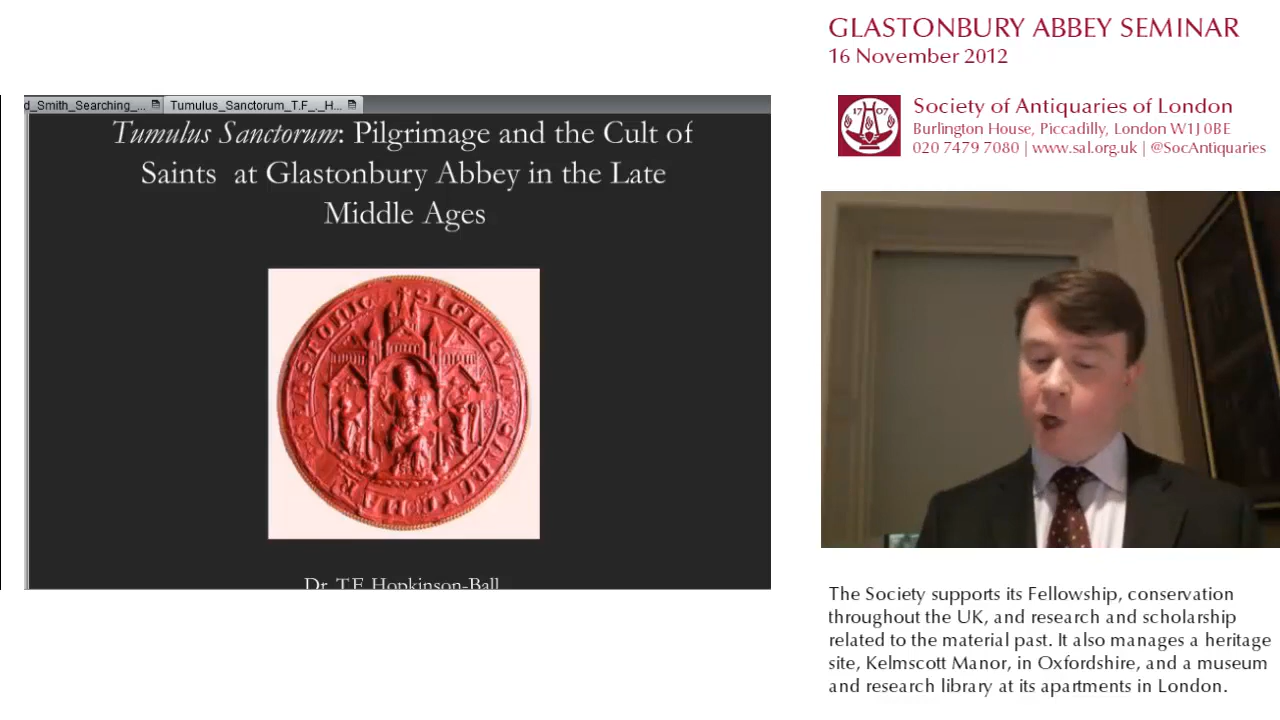 GLASTONBURY ABBEY SEMINAR
16 November 2012
17 07
Society of Antiquaries of London
Burlington House, Piccadilly, London W1J 0BE
020 7479 7080 | www.sal.org.uk | @SocAntiquaries
d_Smith_Searching_... Tumulus_Sanctorum_T.F_._H...
Tumulus Sanctorum: Pilgrimage and the Cult of
Saints at Glastonbury Abbey in the Late
Middle Ages
Dr. T.F. Hopkinson-Ball
The Society supports its Fellowship, conservation
throughout the UK, and research and scholarship
related to the material past. It also manages a heritage
site, Kelmscott Manor, in Oxfordshire, and a museum
and research library at its apartments in London.